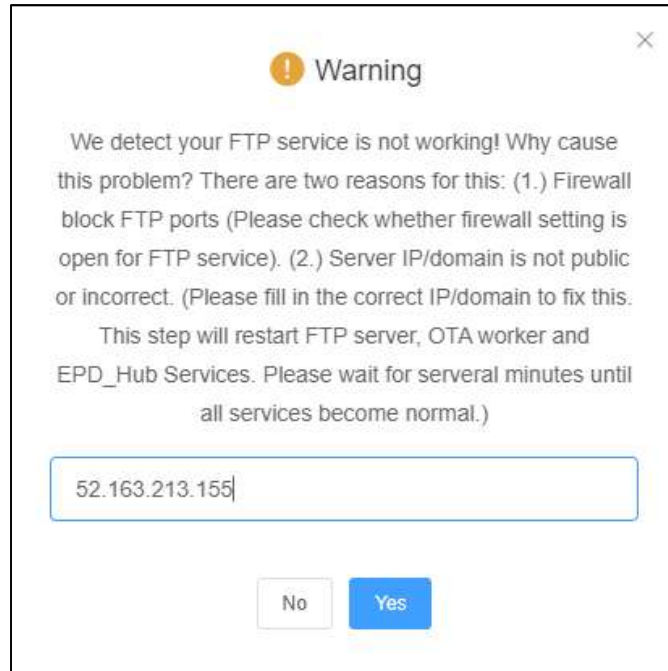 Warning
We detect your FTP service is not working! Why cause
this problem? There are two reasons for this: (1.) Firewall
block FTP ports (Please check whether firewall setting is
open for FTP service). (2.) Server IP/domain is not public
or incorrect. (Please fill in the correct IP/domain to fix this.
This step will restart FTP server, OTA worker and
EPD_Hub Services. Please wait for serveral minutes until
all services become normal.)
52.163.213.155
No
Yes